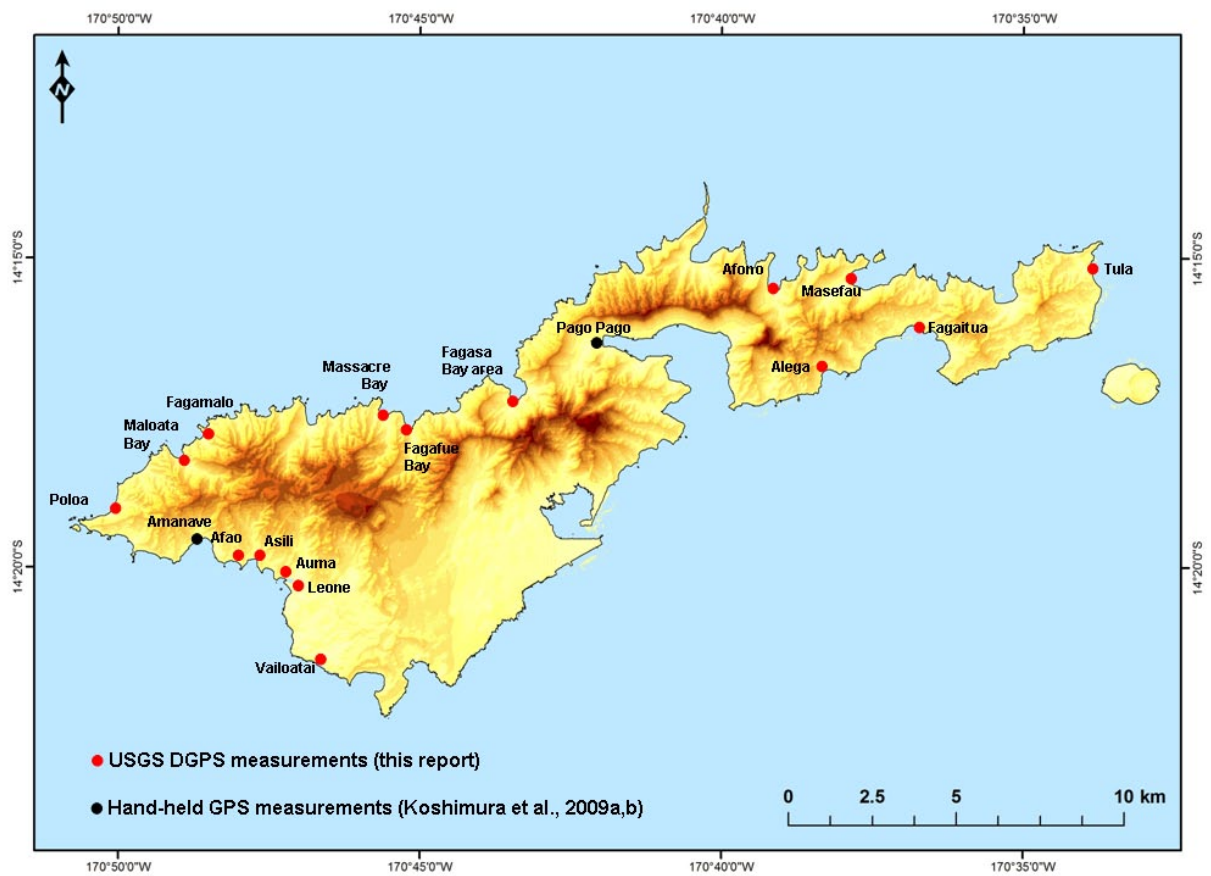 170°50'0"W
170°45'0"W
170°40'0"W
170°35'0"W
N
14°15'0"S
14°15'0"S
Afono
Masefau
Tula
Pago Pago
Fagaitua
Fagasa
Bay area
Alega
Massacre
Bay
Fagamalo
Maloata
Bay
Fagafue
Bay
Poloa
Amanave
Afao
Asili
Auma
Leone
14°20'0"S
14°20'0"S
Vailoatai
USGS DGPS measurements (this report)
Hand-held GPS measurements (Koshimura et al., 2009a,b)
0 2.5 5 10 km
170°50'0"W
170°45'0"W
170°40'0"W
170°35'0"W